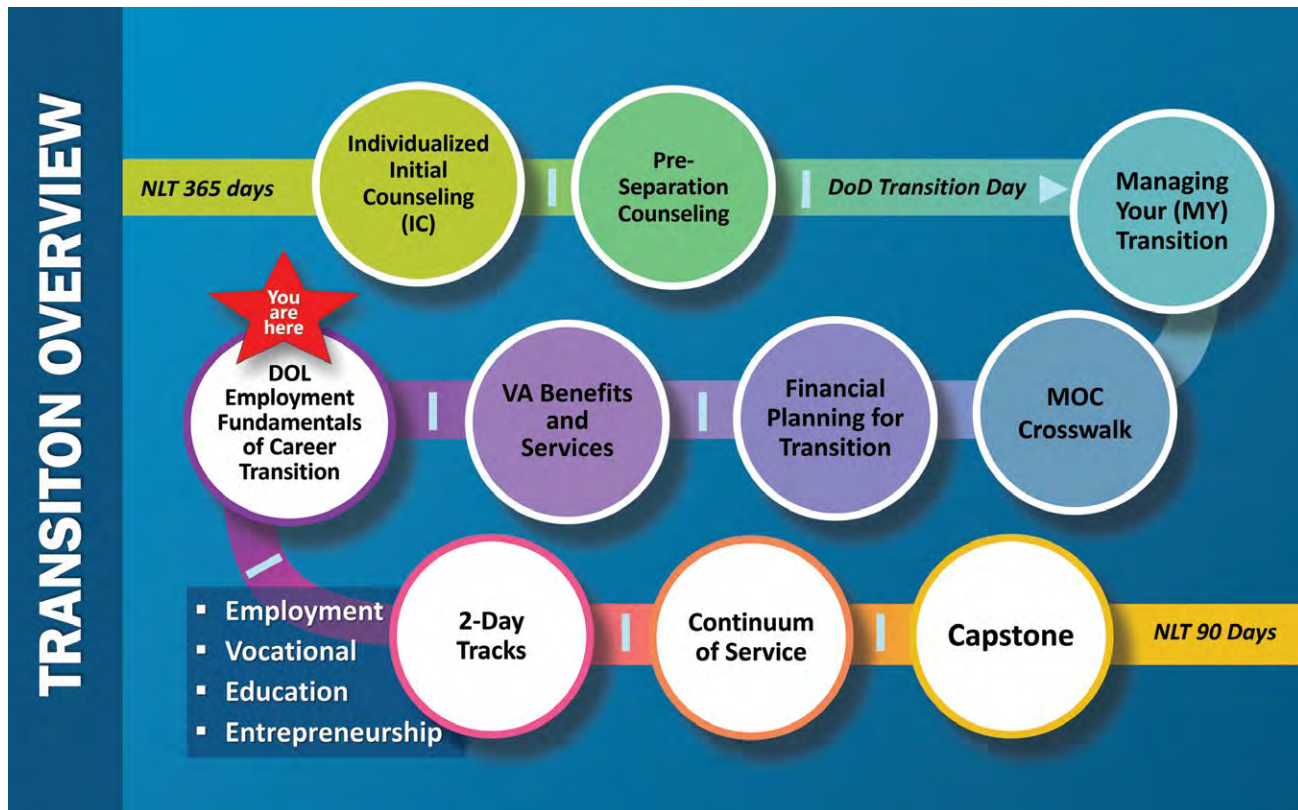 TRANSITON OVERVIEW
NLT 365 days
Individualized
Initial
Counseling
(IC)
Pre-
Separation
Counseling
DoD Transition Day
Managing
Your (MY)
Transition
MOC
Crosswalk
Financial
Planning for
Transition
VA Benefits
and
Services
You
are
here
DOL
Employment
Fundamentals
of Career
Transition
▪ Employment
▪ Vocational
▪ Education
▪ Entrepreneurship
2-Day
Tracks
Continuum
of Service
Capstone
NLT 90 Days